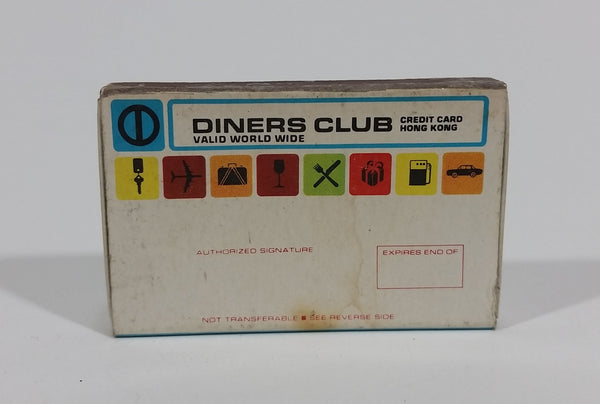 DINERS CLUB CREDIT CARD
HONG KONG
VALID WORLD WIDE
AUTHORIZED SIGNATURE
EXPIRES END OF
NOT TRANSFERABLE ■ SEE REVERSE SIDE